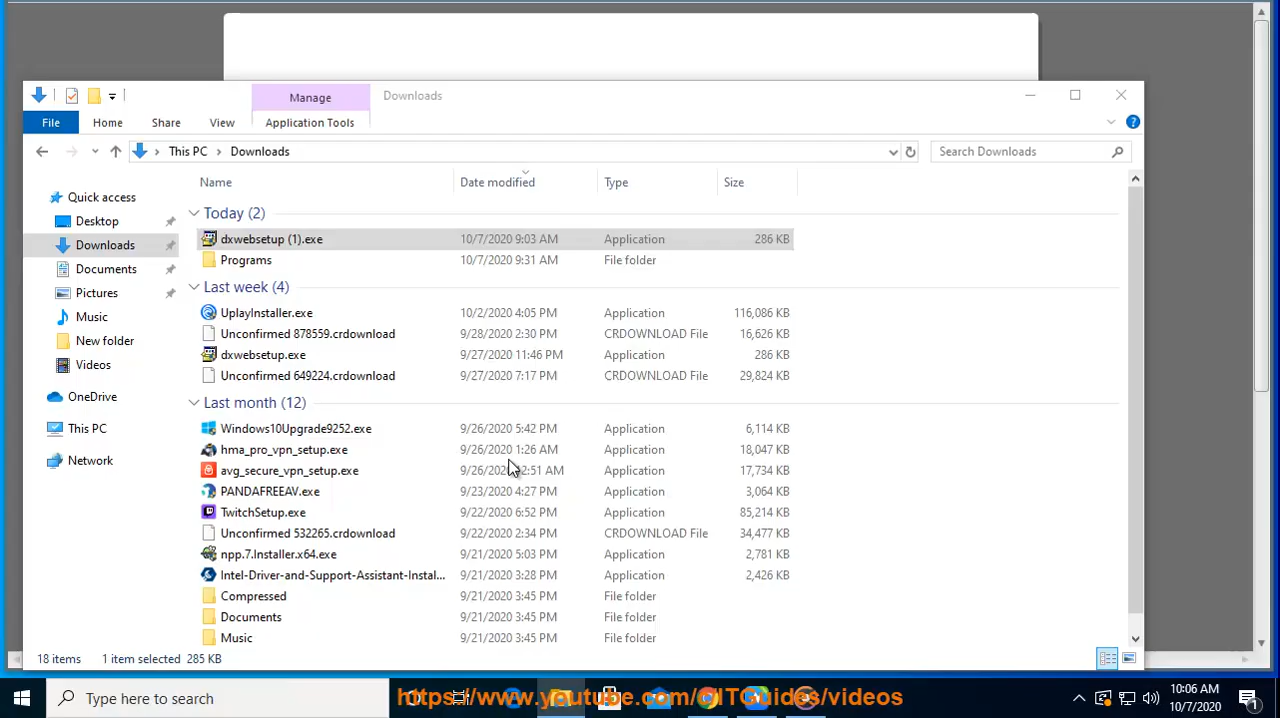 Manage
Downloads
File
Home
Share
View
Application Tools
This PC
Downloads
Search Downloads
Name
Date modified
Type
Size
Quick access
Desktop
Downloads
Documents
Pictures
Music
New folder
Videos
OneDrive
This PC
Network
Today (2)
dxwebsetup (1).exe 10/7/2020 9:03 AM Application 286 KB
Programs 10/7/2020 9:31 AM File folder
Last week (4)
UplayInstaller.exe 10/2/2020 4:05 PM Application 116,086 KB
Unconfirmed 878559.crdownload 9/28/2020 2:30 PM CRDOWNLOAD File 16,626 KB
dxwebsetup.exe 9/27/2020 11:46 PM Application 286 KB
Unconfirmed 649224.crdownload 9/27/2020 7:17 PM CRDOWNLOAD File 29,824 KB
Last month (12)
Windows10Upgrade9252.exe 9/26/2020 5:42 PM Application 6,114 KB
hma_pro_vpn_setup.exe 9/26/2020 1:26 AM Application 18,047 KB
avg_secure_vpn_setup.exe AM Application 17,734 KB
PANDAFREEAV.exe 9/23/2020 4:27 PM Application 3,064 KB
TwitchSetup.exe 9/22/2020 6:52 PM Application 85,214 KB
Unconfirmed 532265.crdownload 9/22/2020 2:34 PM CRDOWNLOAD File 34,477 KB
npp.7.Installer.x64.exe 9/21/2020 5:03 PM Application 2,781 KB
Intel-Driver-and-Support-Assistant-Instal... 9/21/2020 3:28 PM Application 2,426 KB
Compressed 9/21/2020 3:45 PM File folder
Documents 9/21/2020 3:45 PM File folder
Music 9/21/2020 3:45 PM File folder
18 items 1 item selected 285 KB
Type here to search
https://www.youtube.com/@ITGuides/videos
10:06 AM
10/7/2020
1